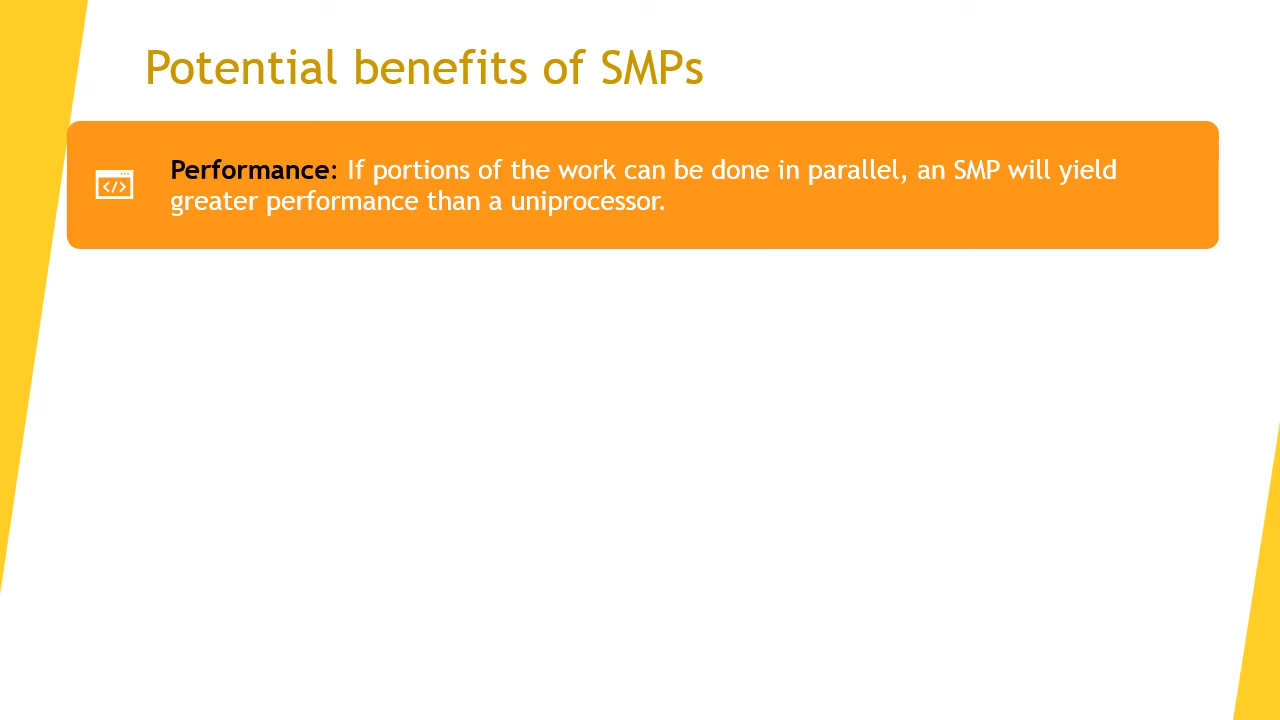 Potential benefits of SMPs
Performance: If portions of the work can be done in parallel, an SMP will yield
greater performance than a uniprocessor.